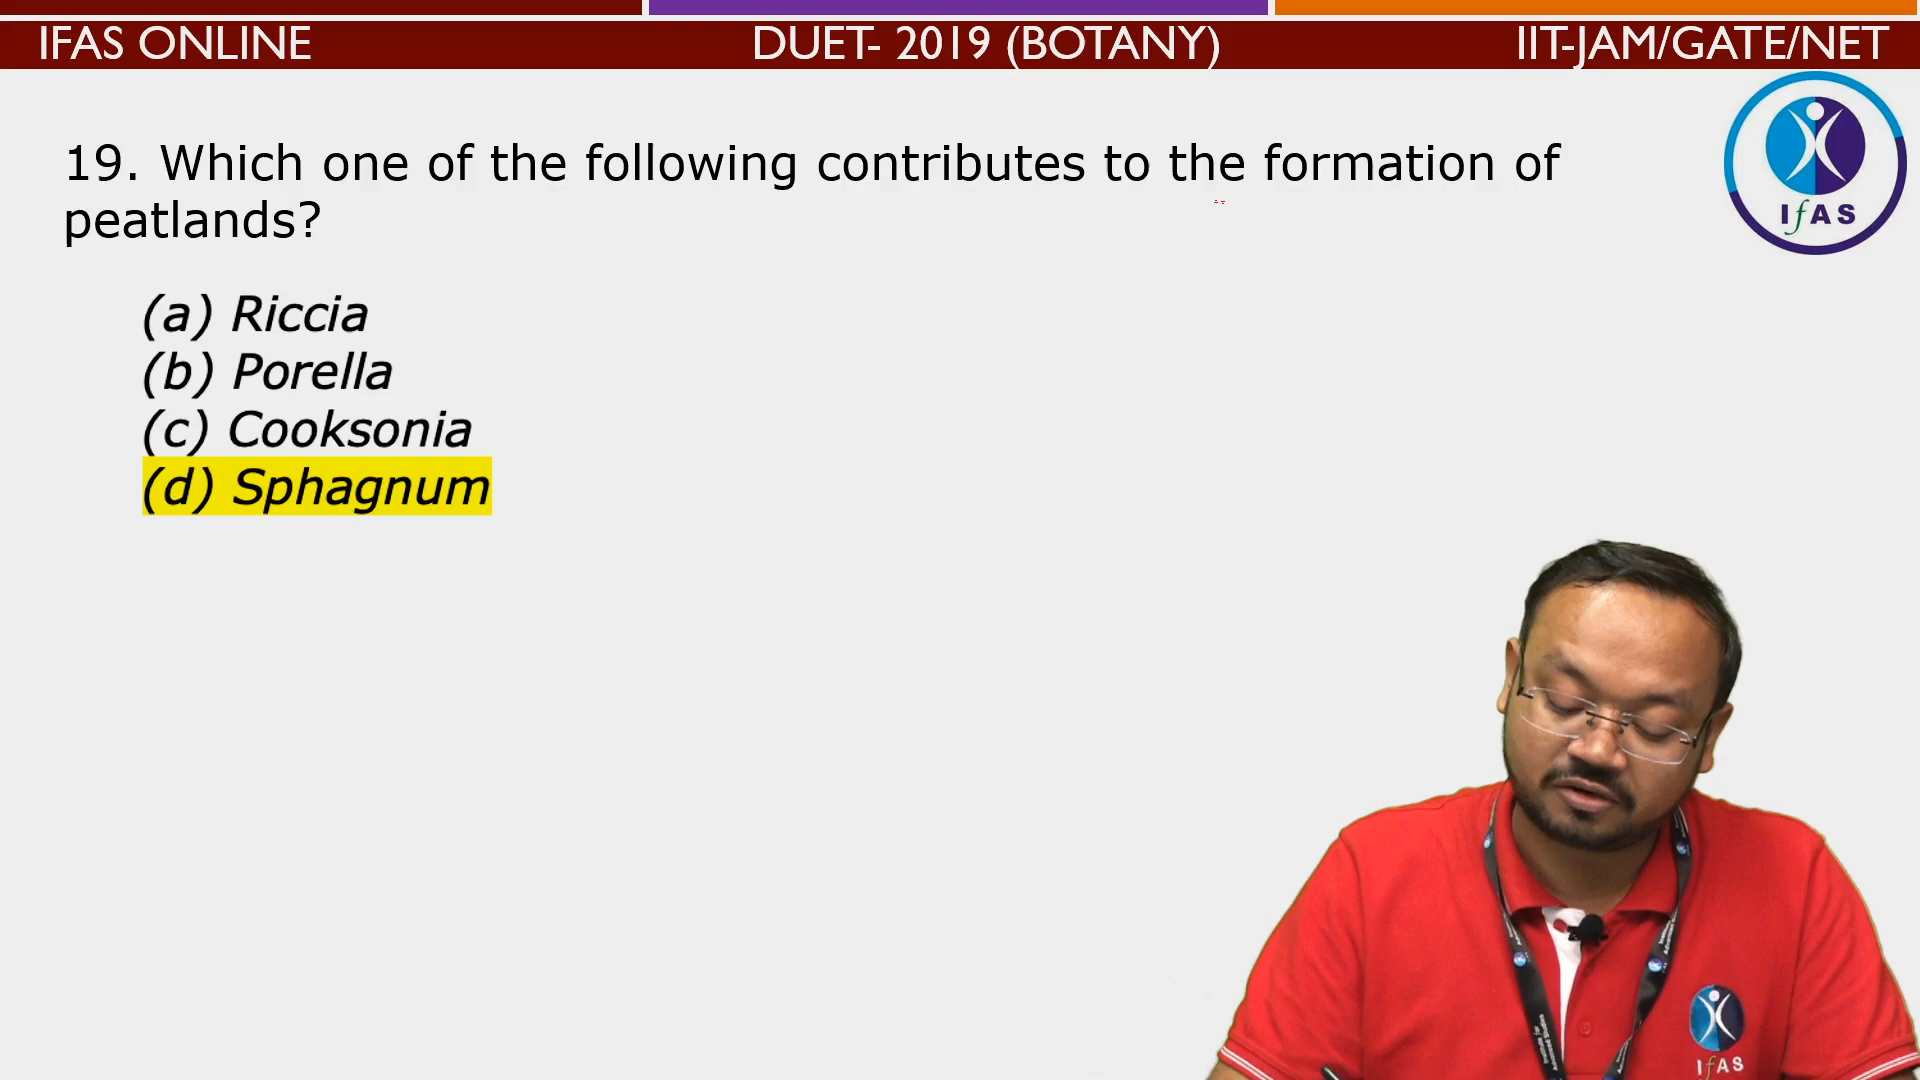 IFAS ONLINE
DUET- 2019 (BOTANY)
IIT-JAM/GATE/NET
IfAS
19. Which one of the following contributes to the formation of
peatlands?
(a) Riccia
(b) Porella
(c) Cooksonia
(d) Sphagnum
IfAS